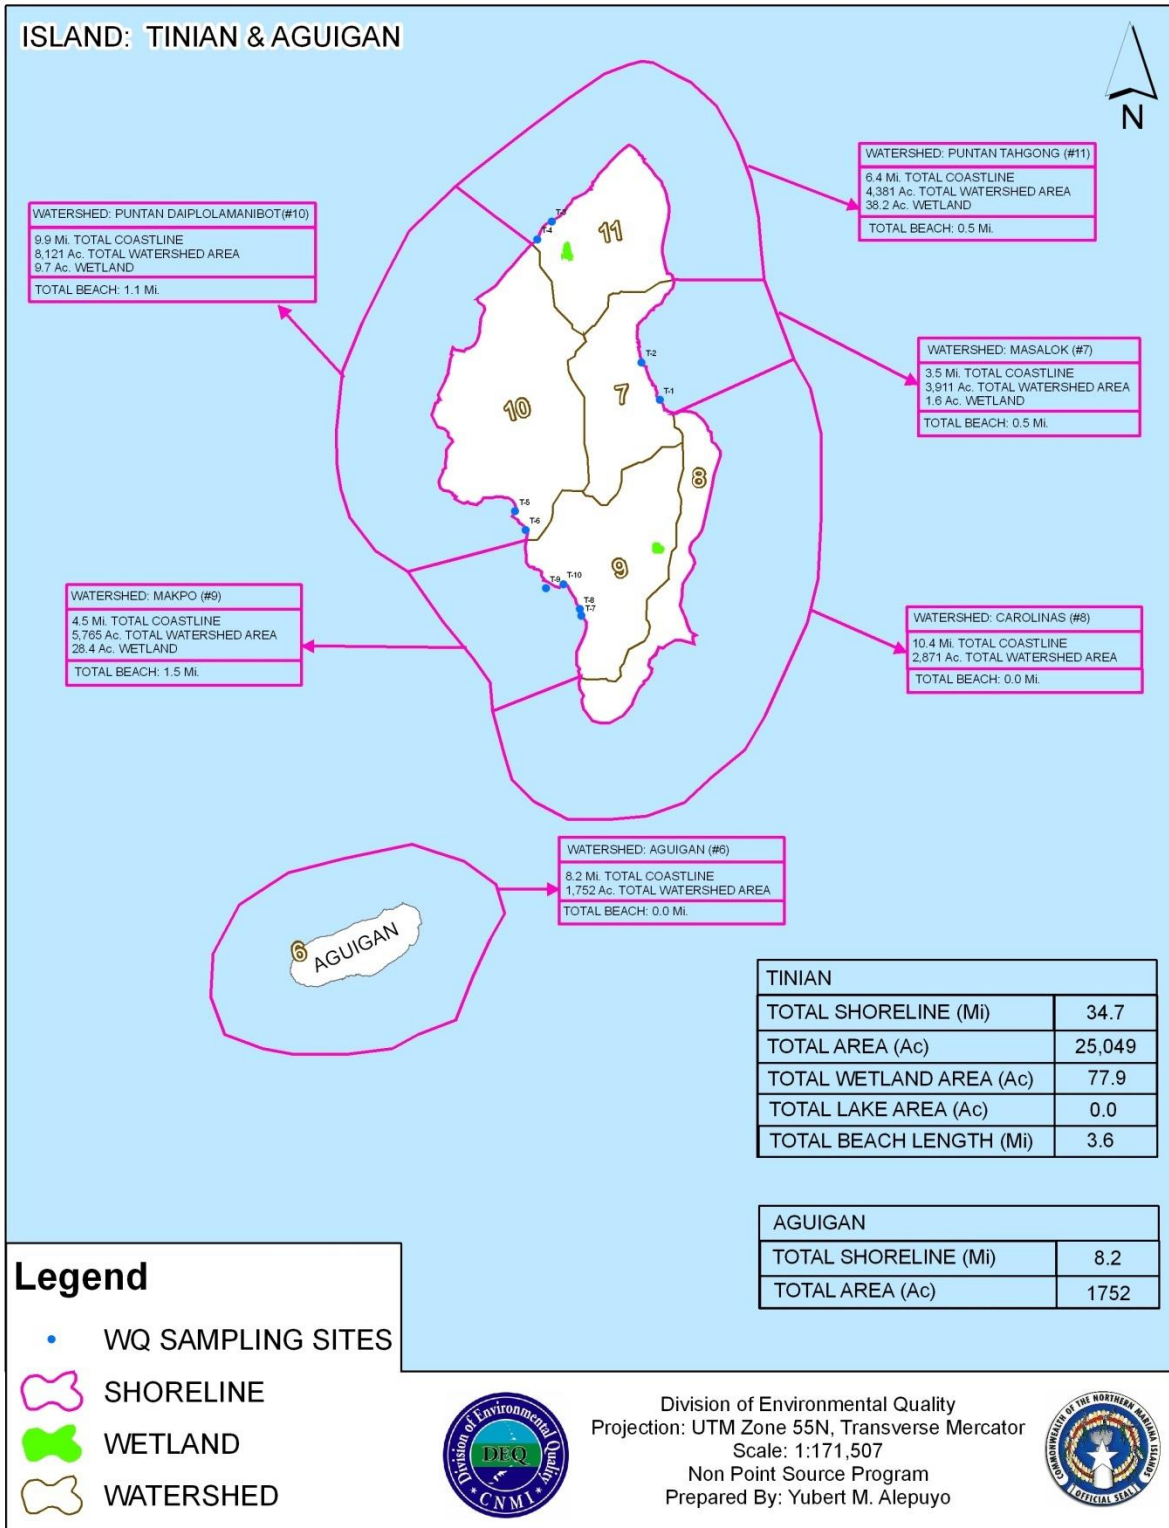 ISLAND: TINIAN & AGUIGAN
N
WATERSHED: PUNTAN TAHGONG (#11)
6.4 Mi. TOTAL COASTLINE
4,381 Ac. TOTAL WATERSHED AREA
38.2 Ac. WETLAND
TOTAL BEACH: 0.5 Mi.
WATERSHED: PUNTAN DAIPLOLAMANIBOT(#10)
9.9 Mi. TOTAL COASTLINE
8,121 Ac. TOTAL WATERSHED AREA
9.7 Ac. WETLAND
TOTAL BEACH: 1.1 Mi.
T-3
T-4
11
WATERSHED: MASALOK (#7)
3.5 Mi. TOTAL COASTLINE
3,911 Ac. TOTAL WATERSHED AREA
1.6 Ac. WETLAND
TOTAL BEACH: 0.5 Mi.
T-2
7
T-1
10
8
T-5
T-6
9
T-9
T-10
T-8
T-7
WATERSHED: MAKPO (#9)
4.5 Mi. TOTAL COASTLINE
5,765 Ac. TOTAL WATERSHED AREA
28.4 Ac. WETLAND
TOTAL BEACH: 1.5 Mi.
WATERSHED: CAROLINAS (#8)
10.4 Mi. TOTAL COASTLINE
2,871 Ac. TOTAL WATERSHED AREA
TOTAL BEACH: 0.0 Mi.
WATERSHED: AGUIGAN (#6)
8.2 Mi. TOTAL COASTLINE
1,752 Ac. TOTAL WATERSHED AREA
TOTAL BEACH: 0.0 Mi.
6
AGUIGAN
TINIAN
TOTAL SHORELINE (Mi) 34.7
TOTAL AREA (Ac) 25,049
TOTAL WETLAND AREA (Ac) 77.9
TOTAL LAKE AREA (Ac) 0.0
TOTAL BEACH LENGTH (Mi) 3.6
AGUIGAN
TOTAL SHORELINE (Mi) 8.2
TOTAL AREA (Ac) 1752
Legend
WQ SAMPLING SITES
SHORELINE
WETLAND
WATERSHED
Division of Environmental Quality
DEQ
CNMI
Division of Environmental Quality
Projection: UTM Zone 55N, Transverse Mercator
Scale: 1:171,507
Non Point Source Program
Prepared By: Yubert M. Alepuyo
COMMONWEALTH OF THE NORTHERN MARIANA ISLANDS
OFFICIAL SEAL